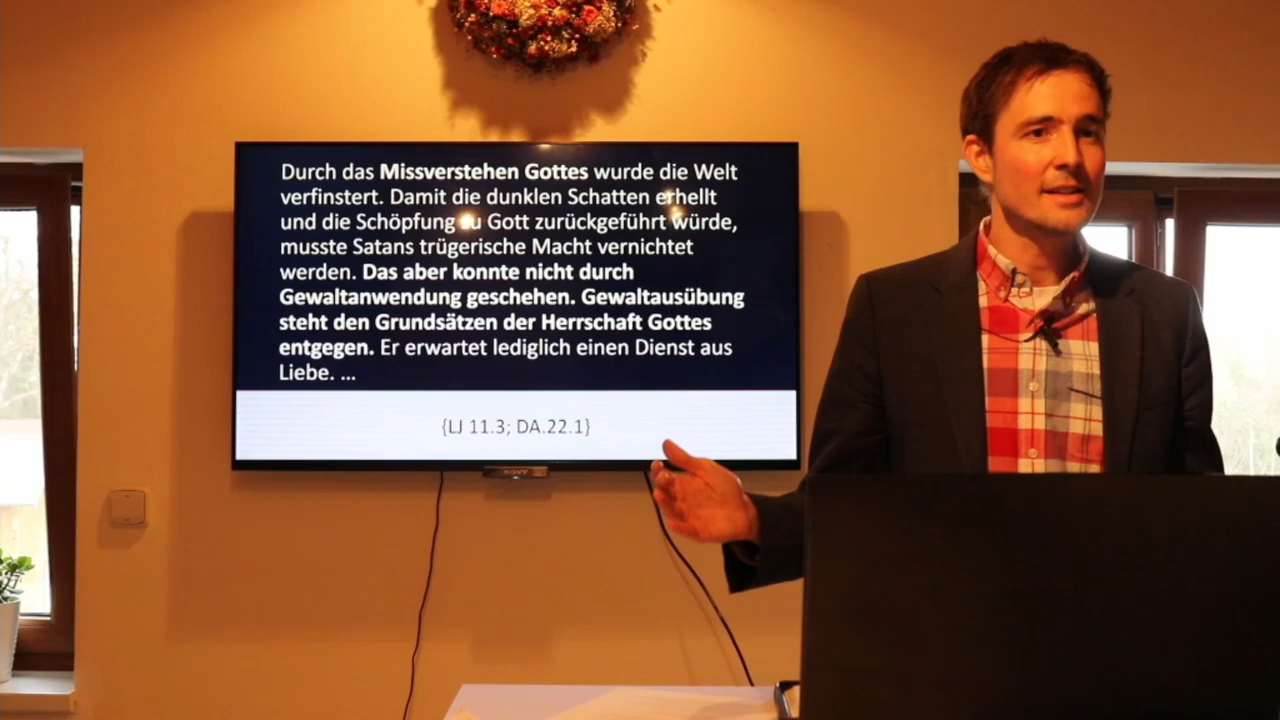 Durch das Missverstehen Gottes wurde die Welt
verfinstert. Damit die dunklen Schatten erhellt
und die Schöpfung zu Gott zurückgeführt würde,
musste Satans trügerische Macht vernichtet
werden. Das aber konnte nicht durch
Gewaltanwendung geschehen. Gewaltausübung
steht den Grundsätzen der Herrschaft Gottes
entgegen. Er erwartet lediglich einen Dienst aus
Liebe. ...
{LJ 11.3; DA.22.1}
SONY